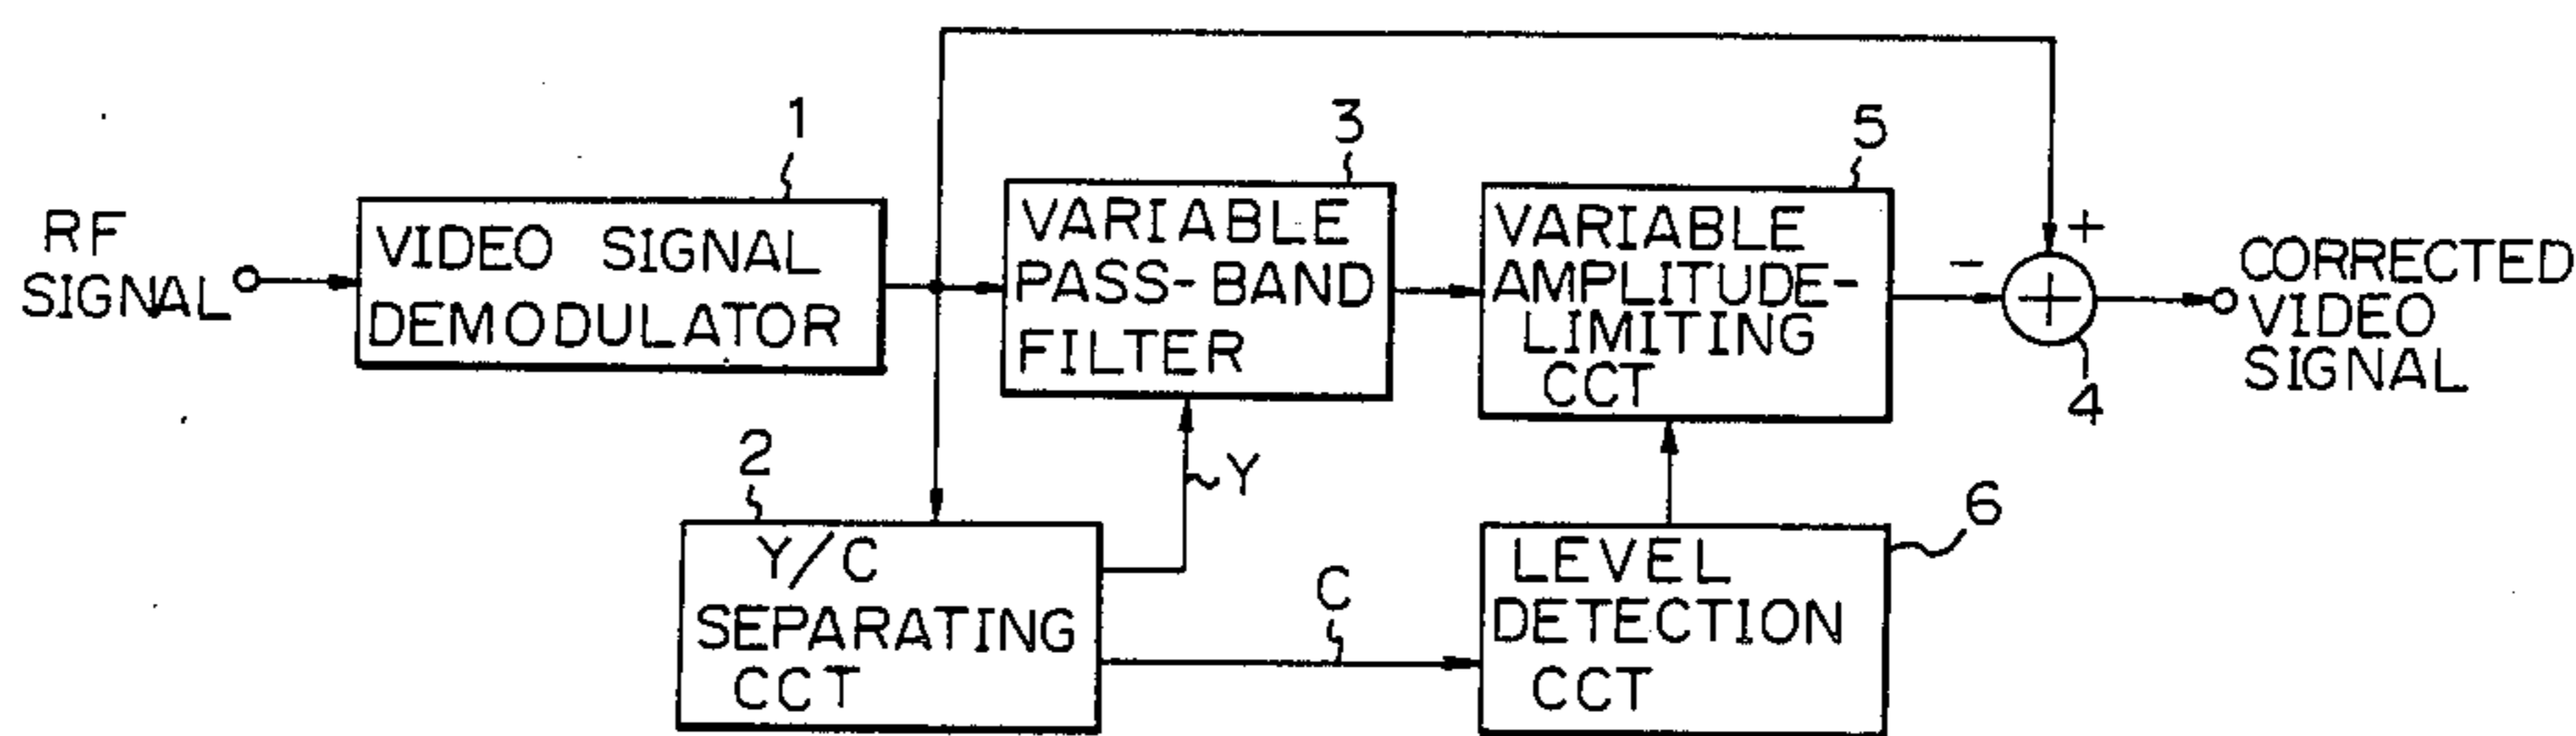 RF
SIGNAL
1
VIDEO SIGNAL
DEMODULATOR
3
VARIABLE
PASS-BAND
FILTER
5
VARIABLE
AMPLITUDE-
LIMITING
CCT
+
-
+
4
CORRECTED
VIDEO
SIGNAL
2
Y/C
SEPARATING
CCT
Y
C
LEVEL
DETECTION
CCT
6